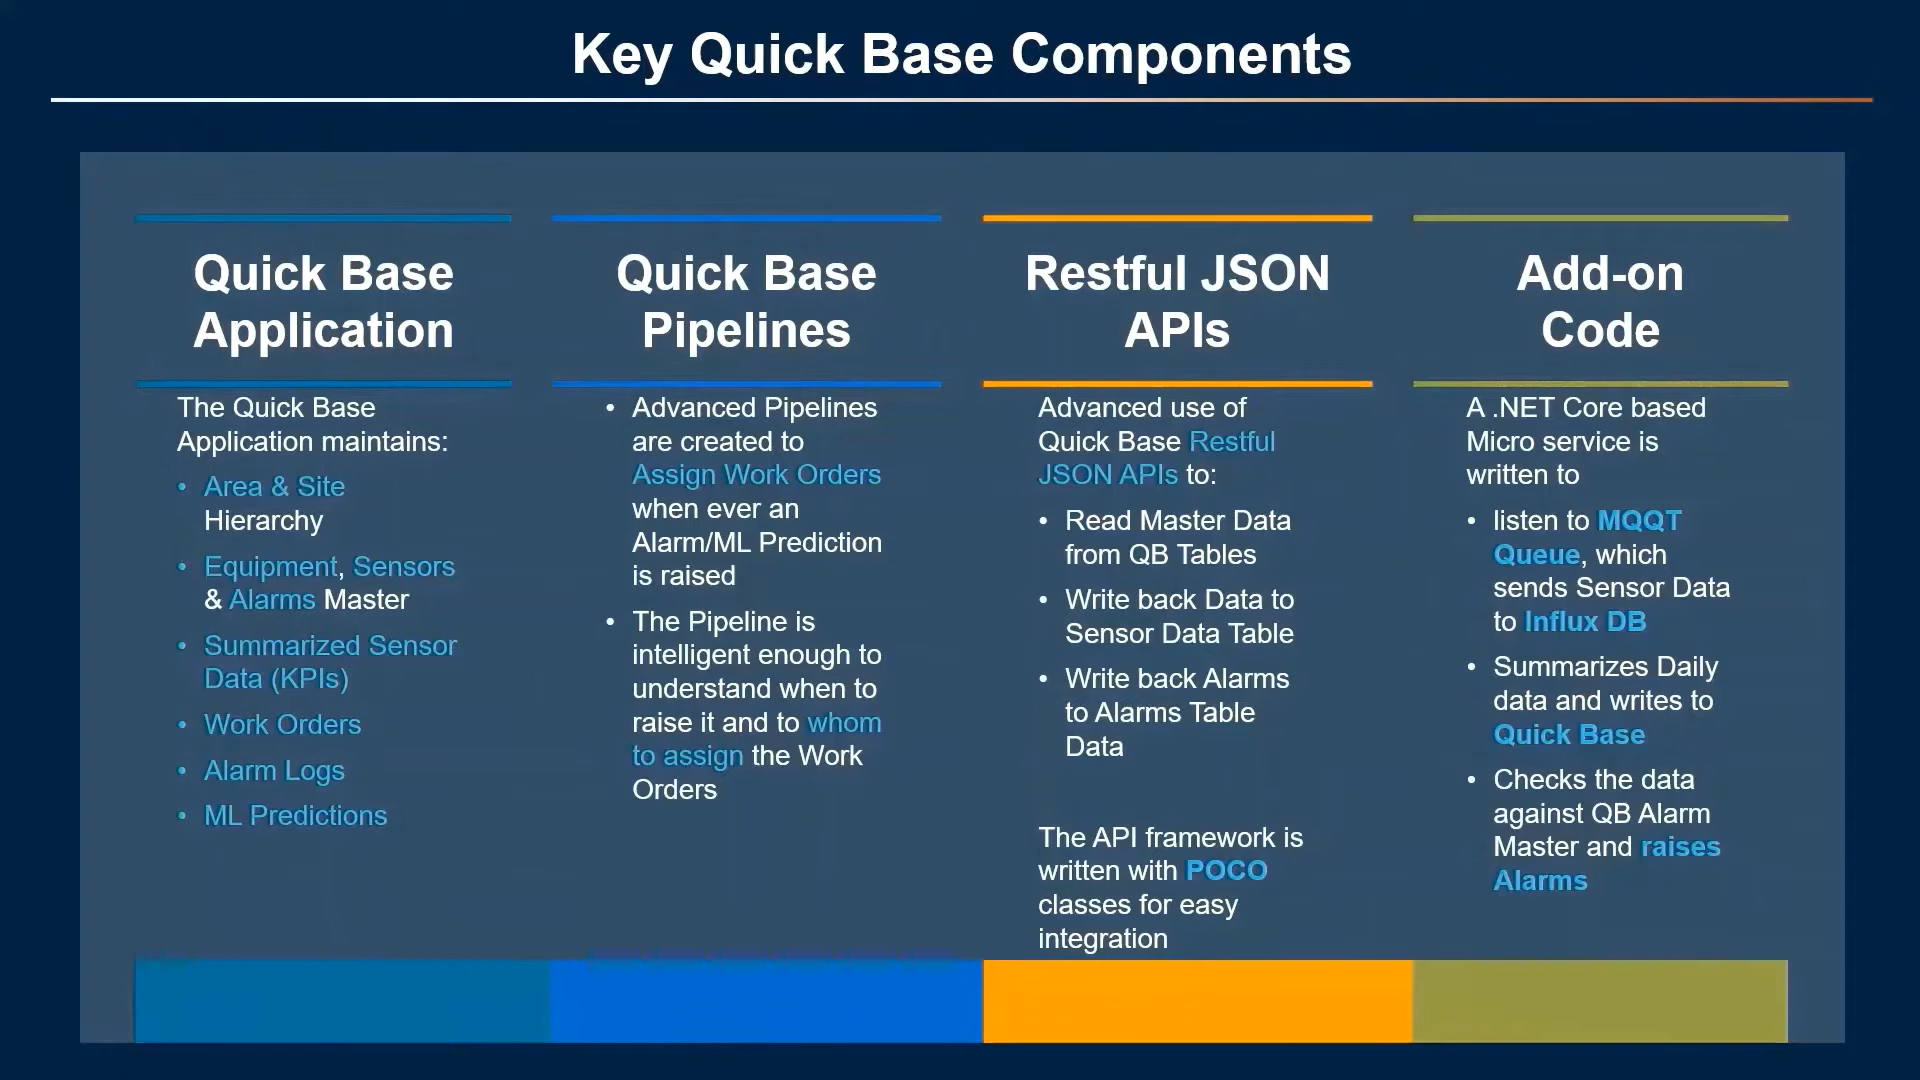 Key Quick Base Components
Quick Base
Application
The Quick Base
Application maintains:
• Area & Site
Hierarchy
• Equipment, Sensors
& Alarms Master
• Summarized Sensor
Data (KPIs)
• Work Orders
• Alarm Logs
• ML Predictions
Quick Base
Pipelines
• Advanced Pipelines
are created to
Assign Work Orders
when ever an
Alarm/ML Prediction
is raised
• The Pipeline is
intelligent enough to
understand when to
raise it and to whom
to assign the Work
Orders
Restful JSON
APIs
Advanced use of
Quick Base Restful
JSON APIs to:
• Read Master Data
from QB Tables
• Write back Data to
Sensor Data Table
• Write back Alarms
to Alarms Table
Data
The API framework is
written with POCO
classes for easy
integration
Add-on
Code
A .NET Core based
Micro service is
written to
• listen to MQQT
Queue, which
sends Sensor Data
to Influx DB
• Summarizes Daily
data and writes to
Quick Base
• Checks the data
against QB Alarm
Master and raises
Alarms